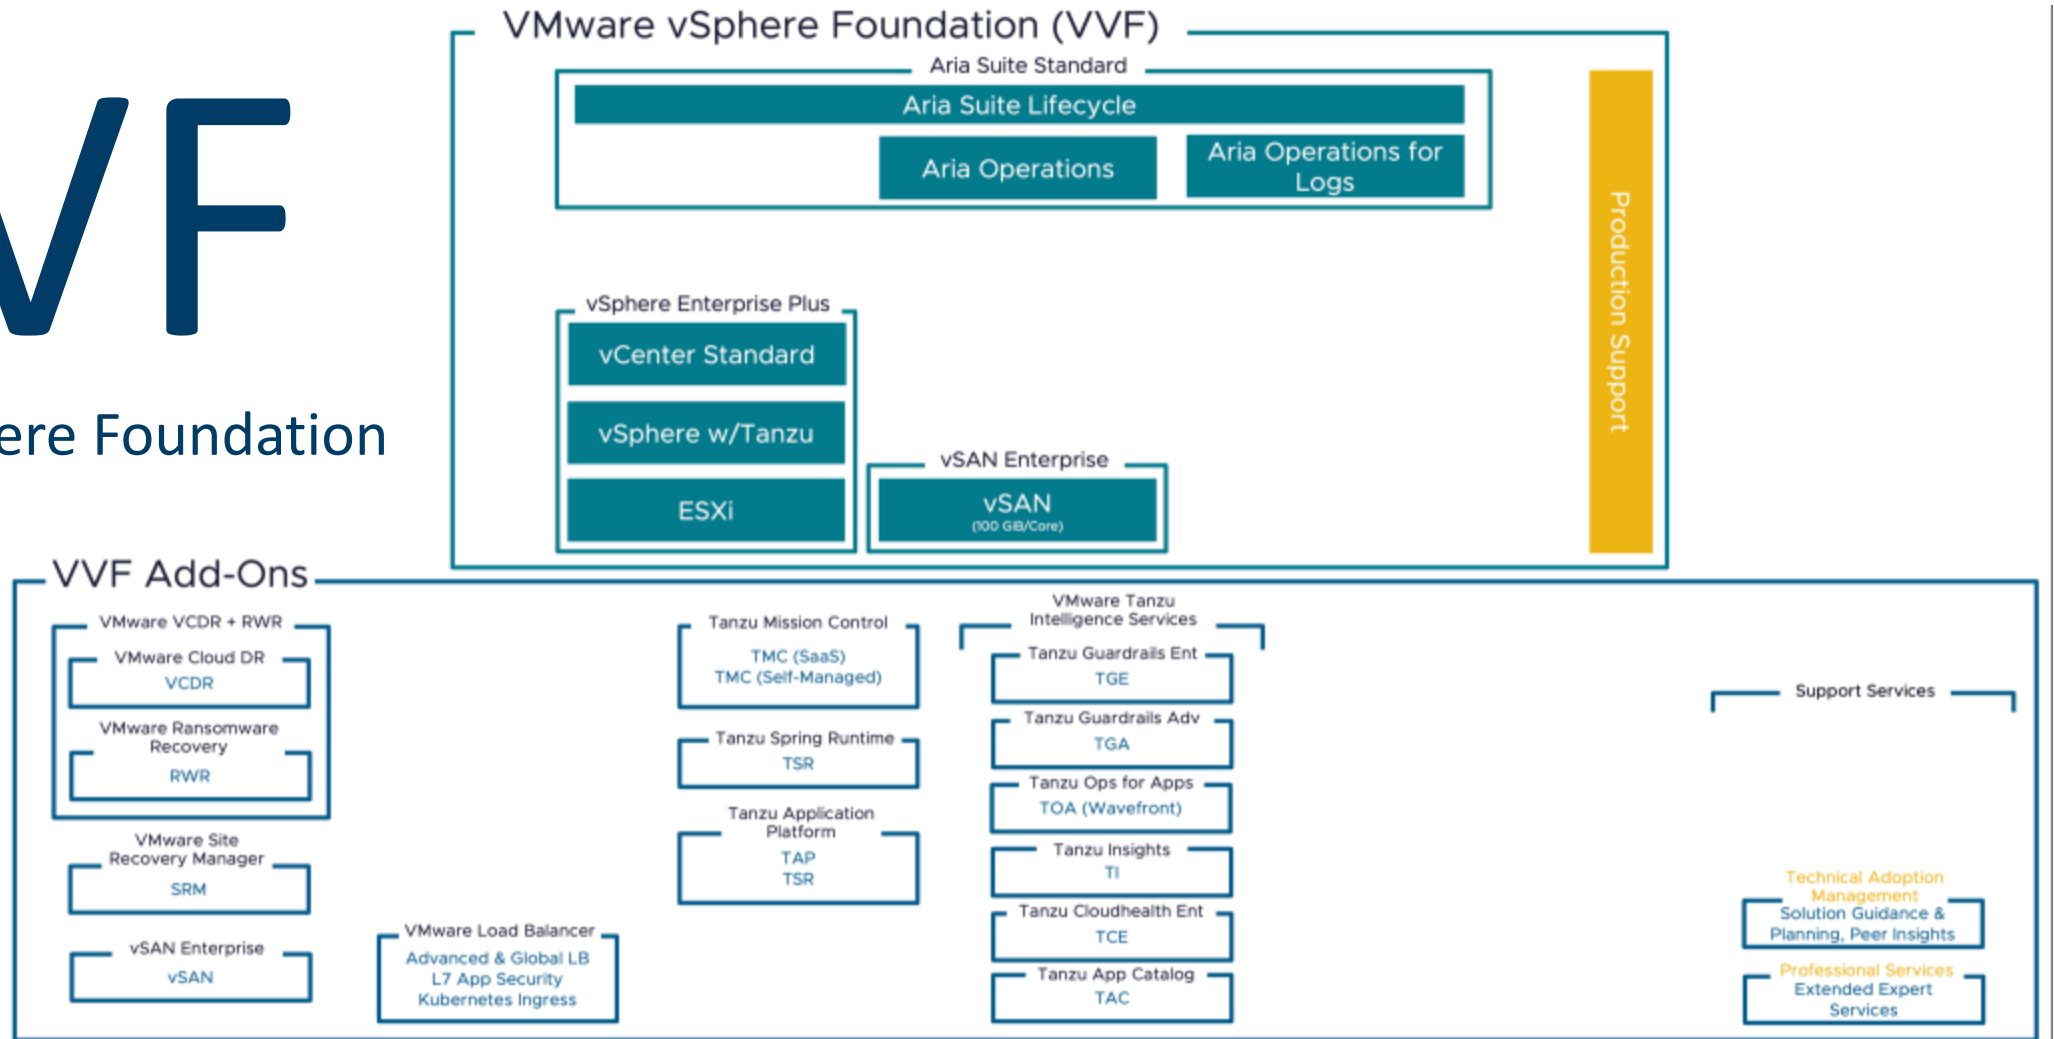 VMware vSphere Foundation (VVF)
Aria Suite Standard
Aria Suite Lifecycle
Aria Operations
Aria Operations for
Logs
Production Support
VF
ere Foundation
vSphere Enterprise Plus
vCenter Standard
vSphere w/Tanzu
ESXi
vSAN Enterprise
vSAN
(100 GiB/Core)
VVF Add-Ons
VMware VCDR + RWR
VMware Cloud DR
VCDR
VMware Ransomware
Recovery
RWR
VMware Site
Recovery Manager
SRM
vSAN Enterprise
vSAN
VMware Load Balancer
Advanced & Global LB
L7 App Security
Kubernetes Ingress
Tanzu Mission Control
TMC (SaaS)
TMC (Self-Managed)
Tanzu Spring Runtime
TSR
Tanzu Application
Platform
TAP
TSR
VMware Tanzu
Intelligence Services
Tanzu Guardrails Ent
TGE
Tanzu Guardrails Adv
TGA
Tanzu Ops for Apps
TOA (Wavefront)
Tanzu Insights
TI
Tanzu Cloudhealth Ent
TCE
Tanzu App Catalog
TAC
Support Services
Technical Adoption
Management
Solution Guidance &
Planning, Peer Insights
Professional Services
Extended Expert
Services